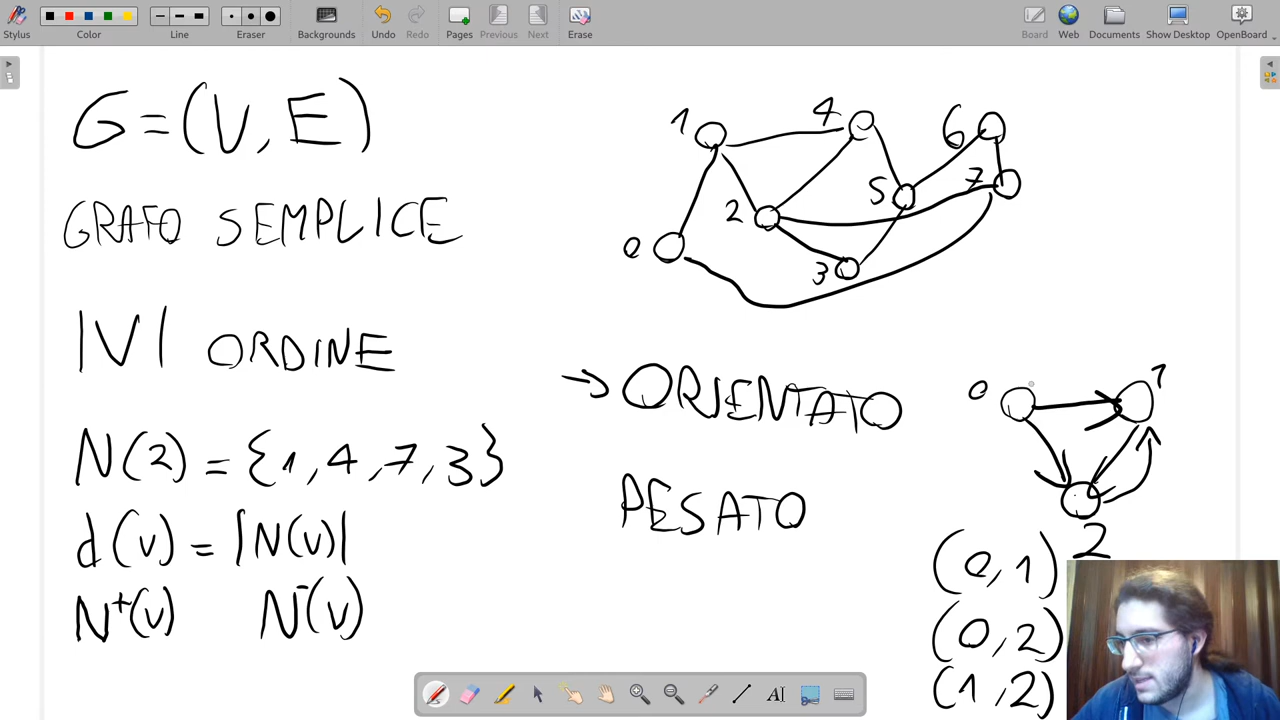 Stylus Color Line Eraser Backgrounds Undo Pages Previous Next Erase Board Web Documents Show Desktop OpenBoard
G=(V,E)
GRAFO SEMPLICE
|V| ORDINE
N(2)={1,4,7,3}
d(v)=|N(v)|
N+(v) N-(v)
1 4 6
2 5 7
0 3
→ORIENTATO
PESATO
0 1
2
(0,1)
(0,2)
(1,2)
AI